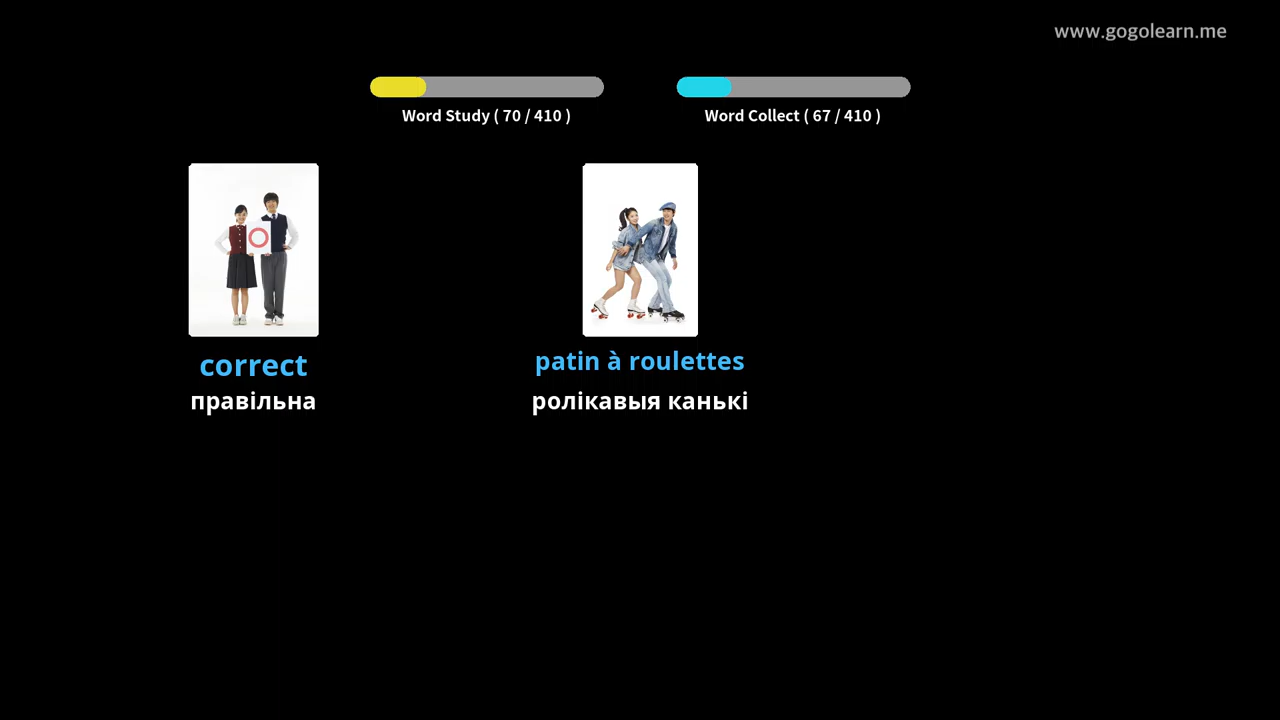 www.gogolearn.me
Word Study ( 70 / 410 )
Word Collect ( 67 / 410 )
correct
правільна
patin à roulettes
ролікавыя канькі